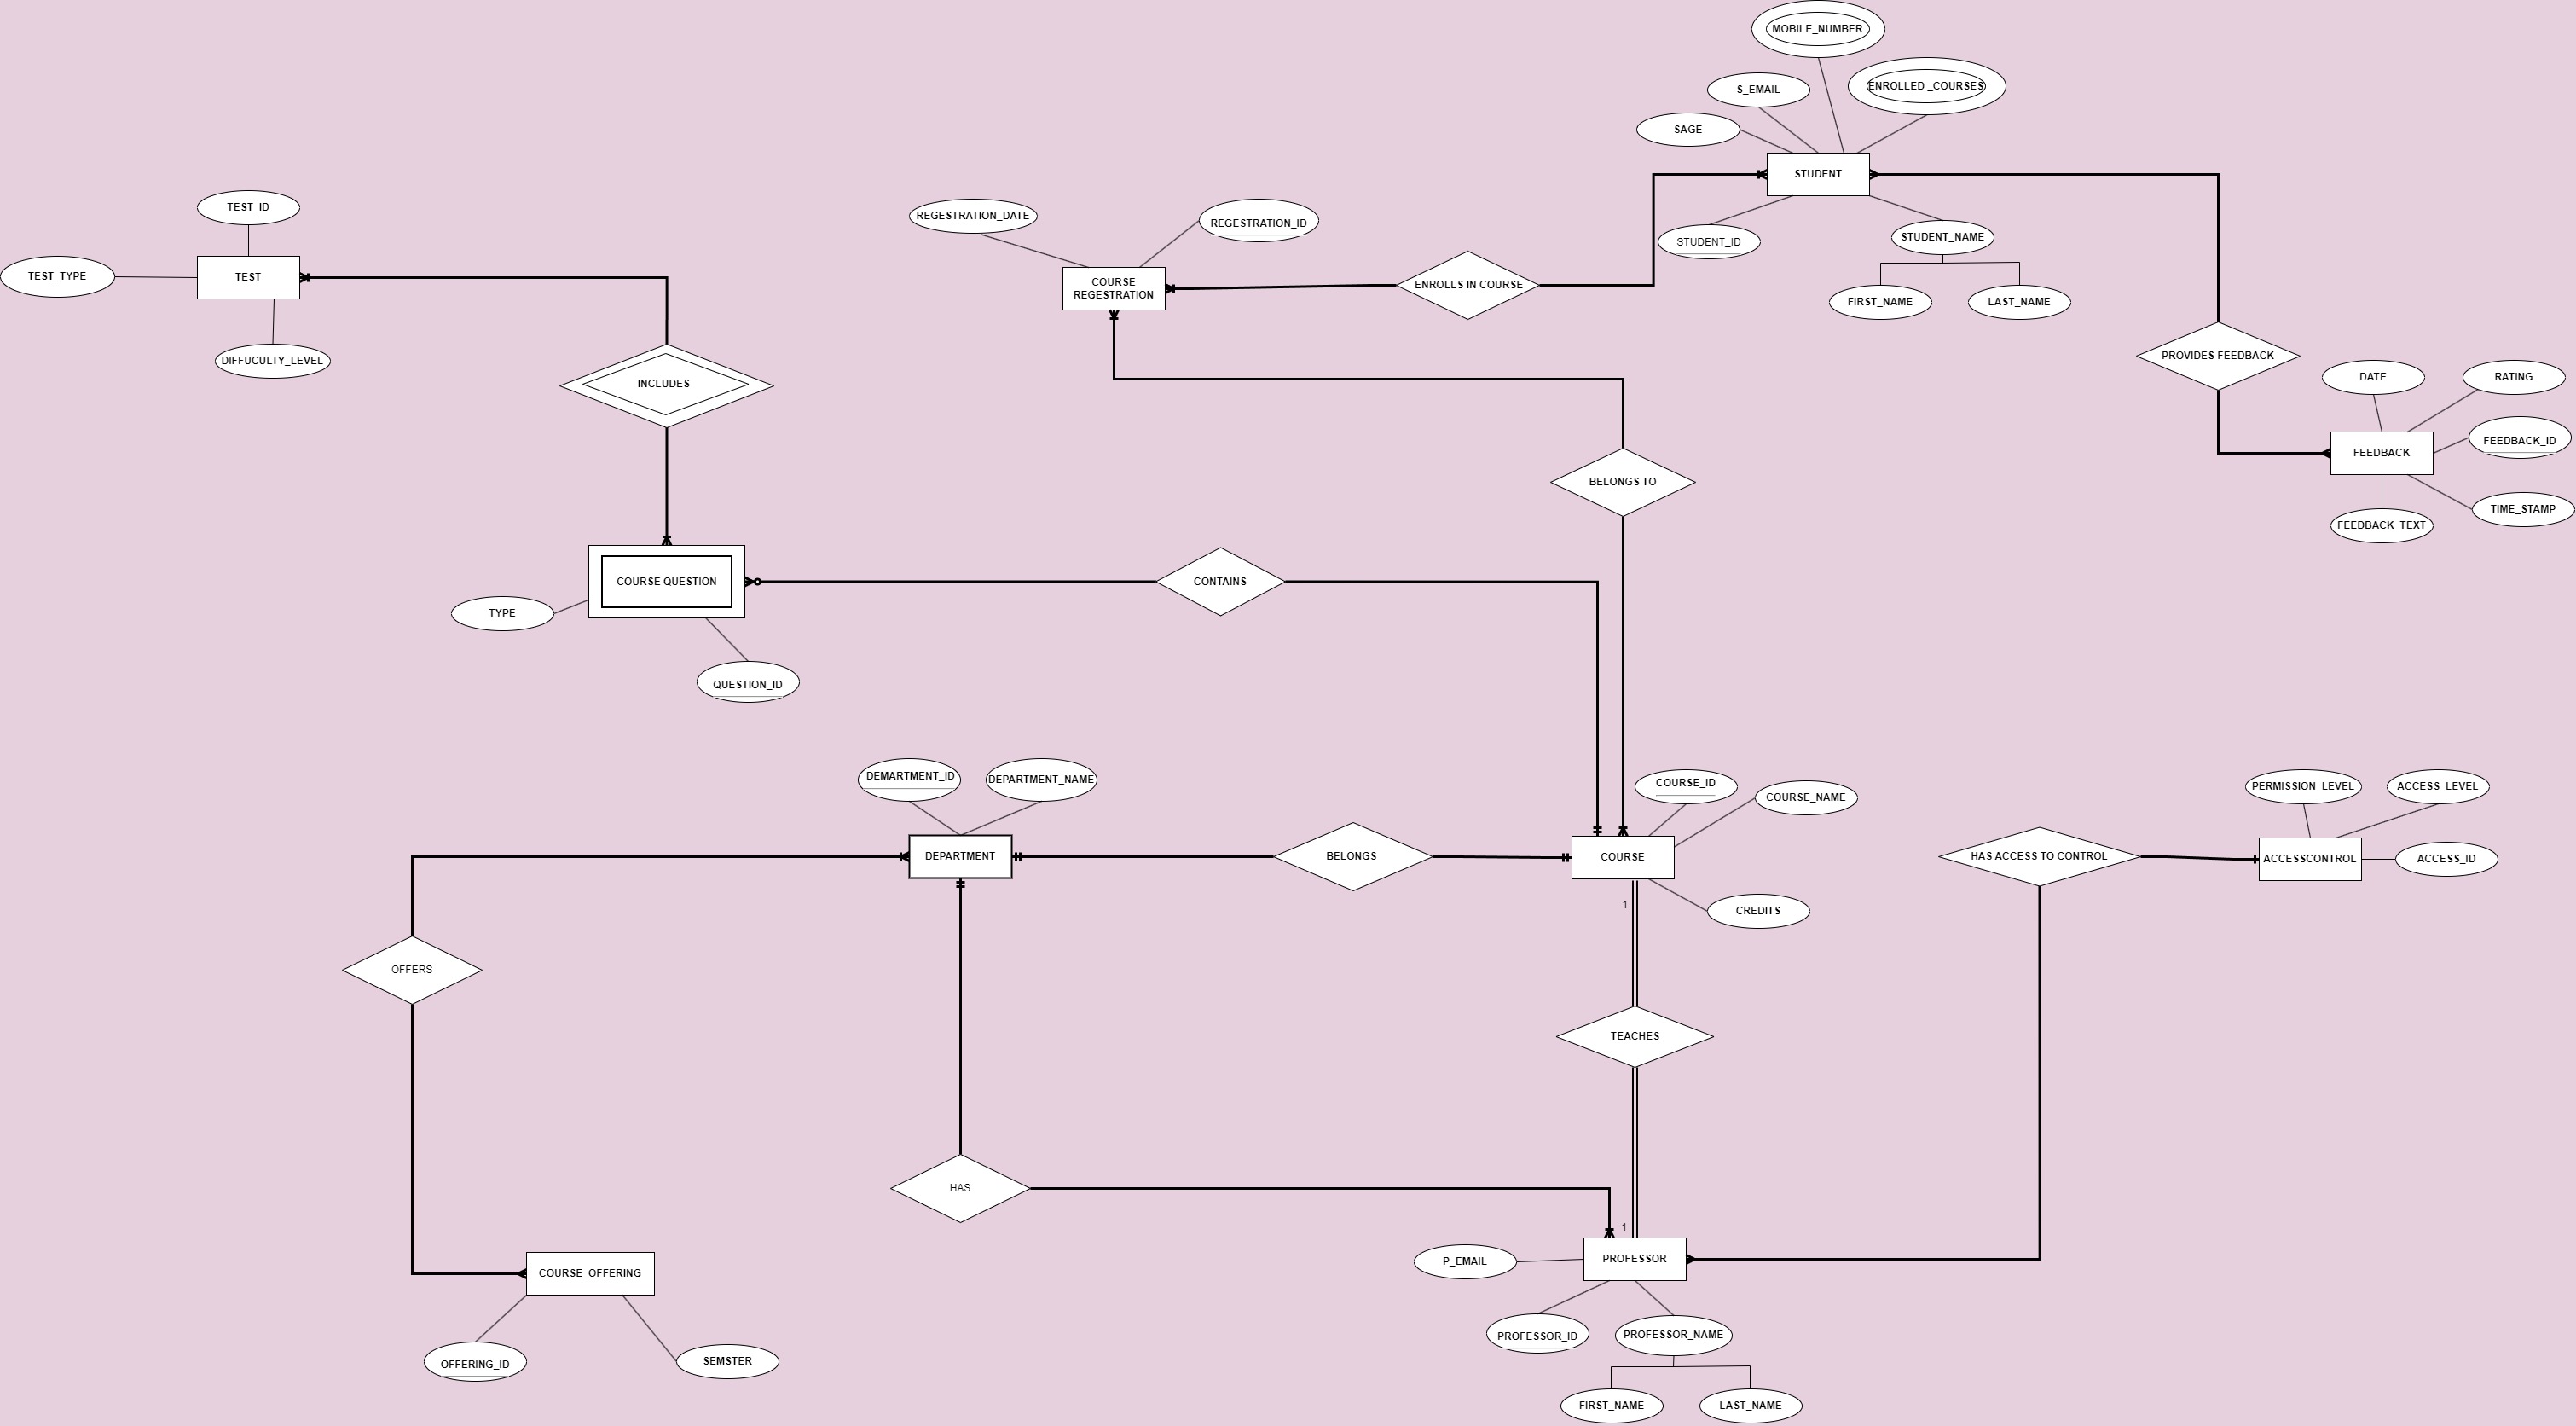 MOBILE_NUMBER
ENROLLED _COURSES
S_EMAIL
SAGE
STUDENT
STUDENT_ID
STUDENT_NAME
FIRST_NAME
LAST_NAME
TEST_ID
TEST_TYPE
TEST
DIFFUCULTY_LEVEL
REGESTRATION_DATE
REGESTRATION_ID
COURSE
REGESTRATION
ENROLLS IN COURSE
INCLUDES
PROVIDES FEEDBACK
DATE
RATING
FEEDBACK_ID
FEEDBACK
TIME_STAMP
FEEDBACK_TEXT
BELONGS TO
COURSE QUESTION
CONTAINS
TYPE
QUESTION_ID
DEMARTMENT_ID
DEPARTMENT_NAME
COURSE_ID
COURSE_NAME
PERMISSION_LEVEL
ACCESS_LEVEL
DEPARTMENT
BELONGS
COURSE
HAS ACCESS TO CONTROL
ACCESSCONTROL
ACCESS_ID
1
CREDITS
OFFERS
TEACHES
HAS
1
P_EMAIL
PROFESSOR
COURSE_OFFERING
PROFESSOR_ID
PROFESSOR_NAME
OFFERING_ID
SEMSTER
FIRST_NAME
LAST_NAME